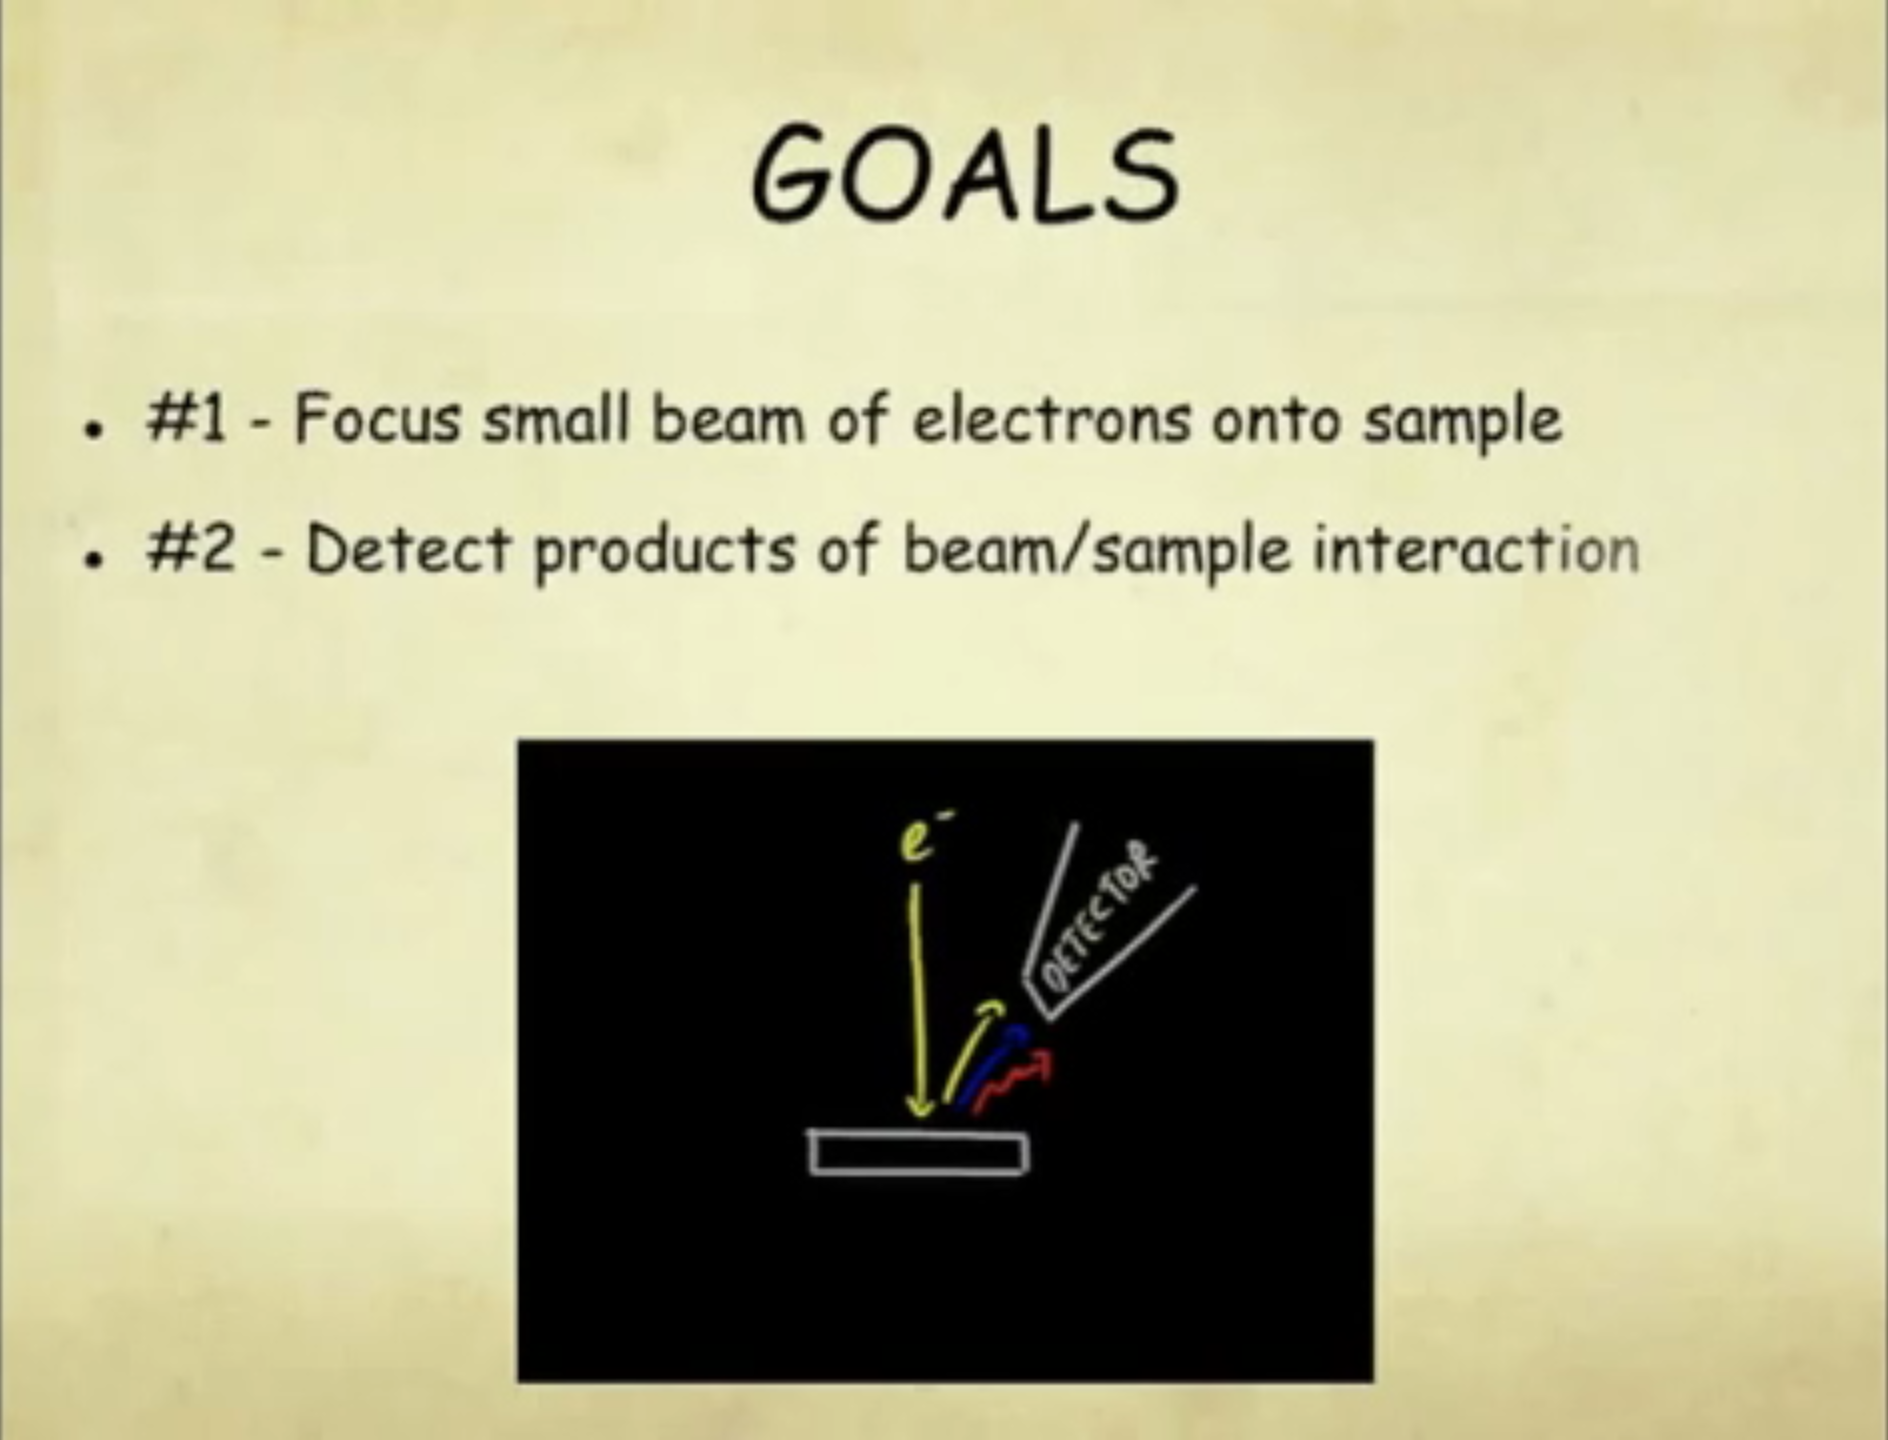 GOALS
• #1 - Focus small beam of electrons onto sample
• #2 - Detect products of beam/sample interaction
e⁻
DETECTOR